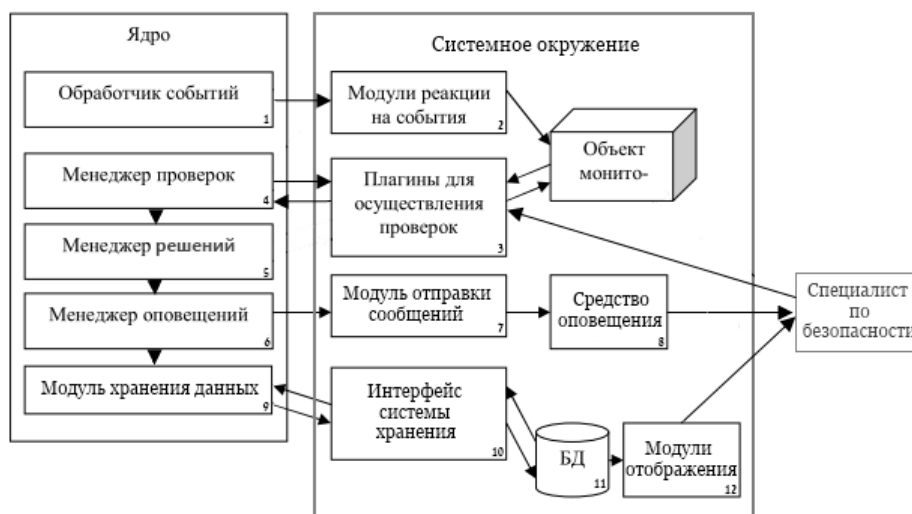 Ядро
Обработчик событий
1
Менеджер проверок
4
Менеджер решений
5
Менеджер оповещений
6
Модуль хранения данных
9
Системное окружение
Модули реакции
на события
2
Объект
монито-
Плагины для
осуществления
проверок
3
Модуль отправки
сообщений
7
Средство
оповещения
8
Интерфейс
системы
хранения
10
БД
11
Модули
отображения
12
Специалист
по
безопасности